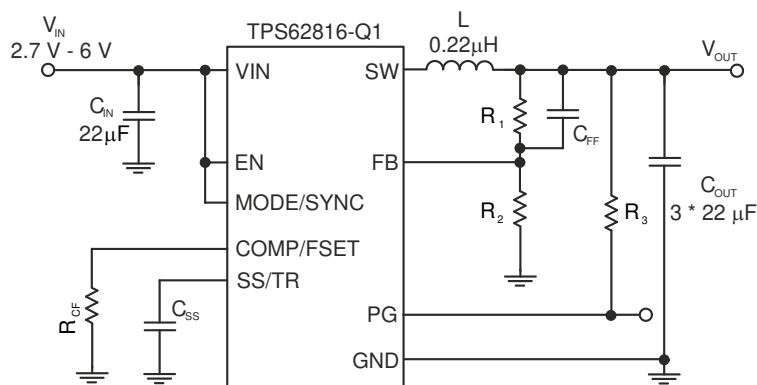 TPS62816-Q1
V_IN
2.7 V - 6 V
VIN
SW
L
0.22µH
V_OUT
C_IN
22µF
R_1
C_FF
EN
FB
MODE/SYNC
R_2
R_3
C_OUT
3 * 22 µF
COMP/FSET
SS/TR
R_CF
C_SS
PG
GND